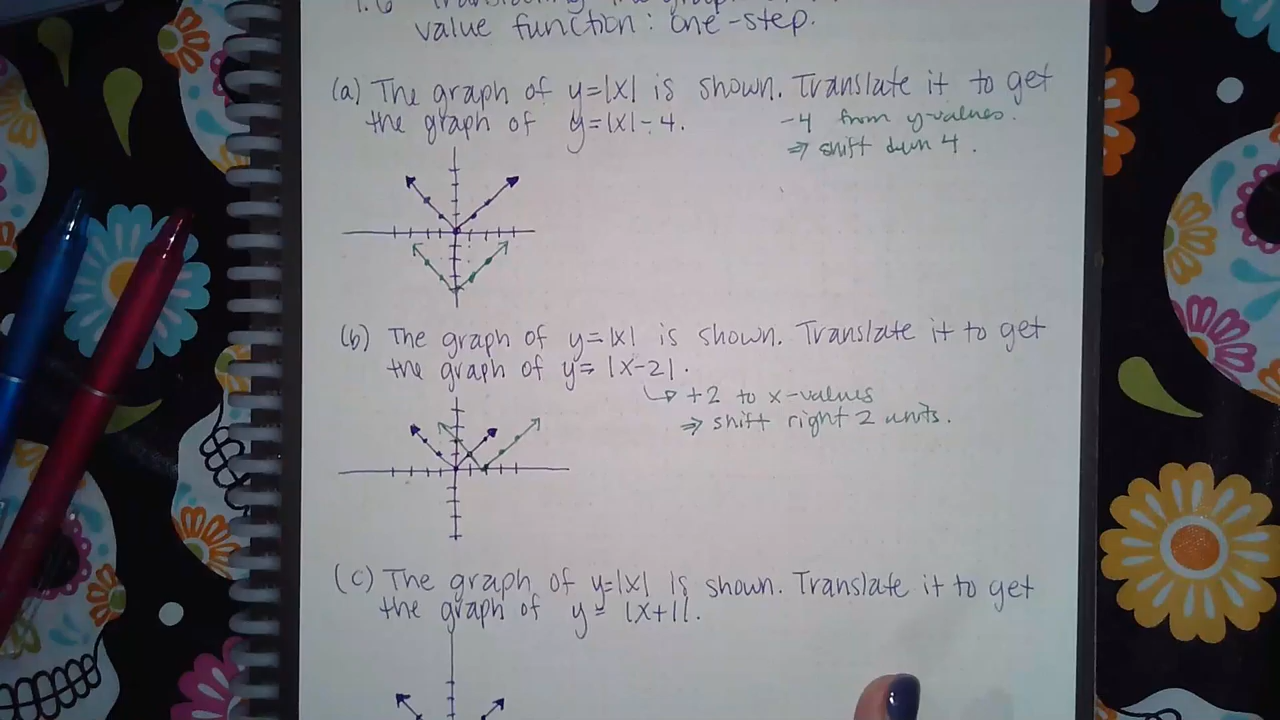 1.6
value function: one-step.
(a) The graph of y=|x| is shown. Translate it to get
the graph of y=|x|-4.
-4 from y-values.
⇒ shift down 4.
(b) The graph of y=|x| is shown. Translate it to get
the graph of y=|x-2|.
↳ +2 to x-values
⇒ shift right 2 units.
(c) The graph of y=|x| is shown. Translate it to get
the graph of y=|x+1|.